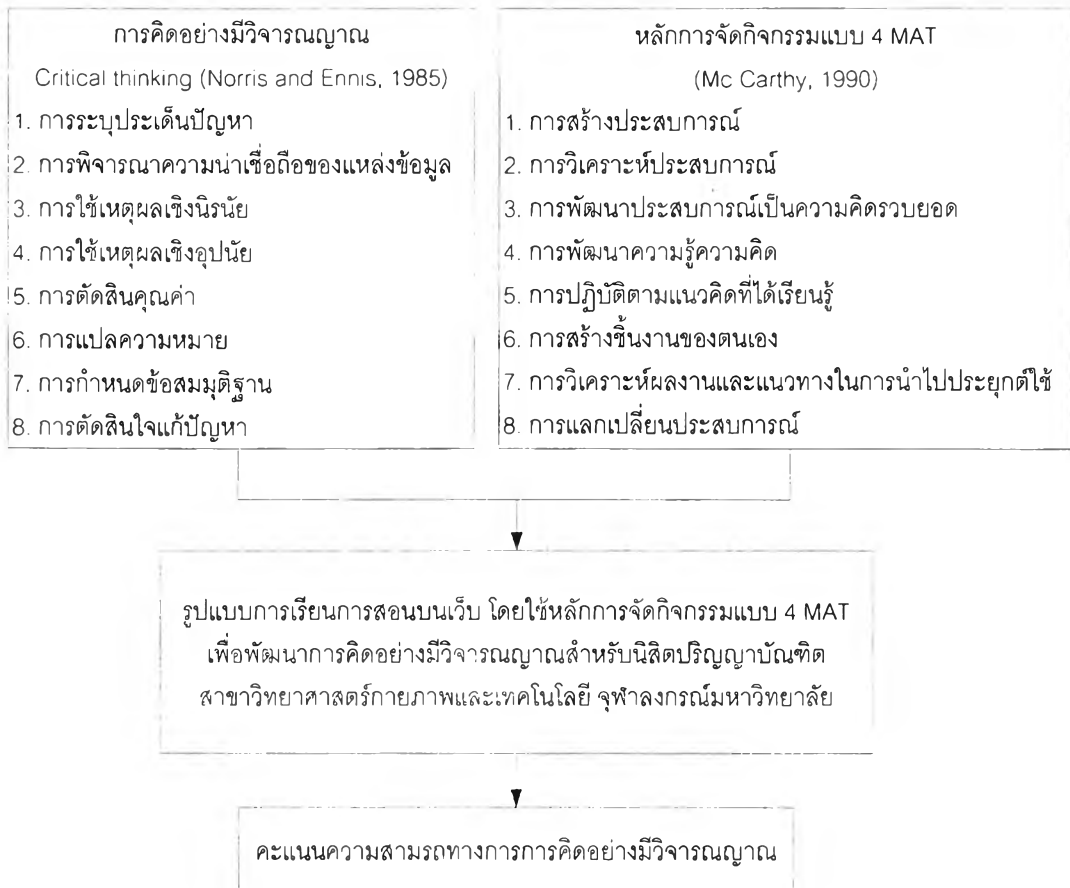 การคิดอย่างมีวิจารณญาณ
Critical thinking (Norris and Ennis, 1985)
1. การระบุประเด็นปัญหา
2. การพิจารณาความน่าเชื่อถือของแหล่งข้อมูล
3. การใช้เหตุผลเชิงนิรนัย
4. การใช้เหตุผลเชิงอุปนัย
5. การตัดสินคุณค่า
6. การแปลความหมาย
7. การกำหนดข้อสมมุติฐาน
8. การตัดสินใจแก้ปัญหา
หลักการจัดกิจกรรมแบบ 4 MAT
(Mc Carthy, 1990)
1. การสร้างประสบการณ์
2. การวิเคราะห์ประสบการณ์
3. การพัฒนาประสบการณ์เป็นความคิดรวบยอด
4. การพัฒนาความรู้ความคิด
5. การปฏิบัติตามแนวคิดที่ได้เรียนรู้
6. การสร้างชิ้นงานของตนเอง
7. การวิเคราะห์ผลงานและแนวทางในการนำไปประยุกต์ใช้
8. การแลกเปลี่ยนประสบการณ์
รูปแบบการเรียนการสอนบนเว็บ โดยใช้หลักการจัดกิจกรรมแบบ 4 MAT
เพื่อพัฒนาการคิดอย่างมีวิจารณญาณสำหรับนิสิตปริญญาบัณฑิต
สาขาวิทยาศาสตร์กายภาพและเทคโนโลยี จุฬาลงกรณ์มหาวิทยาลัย
คะแนนความสามรถทางการการคิดอย่างมีวิจารณญาณ